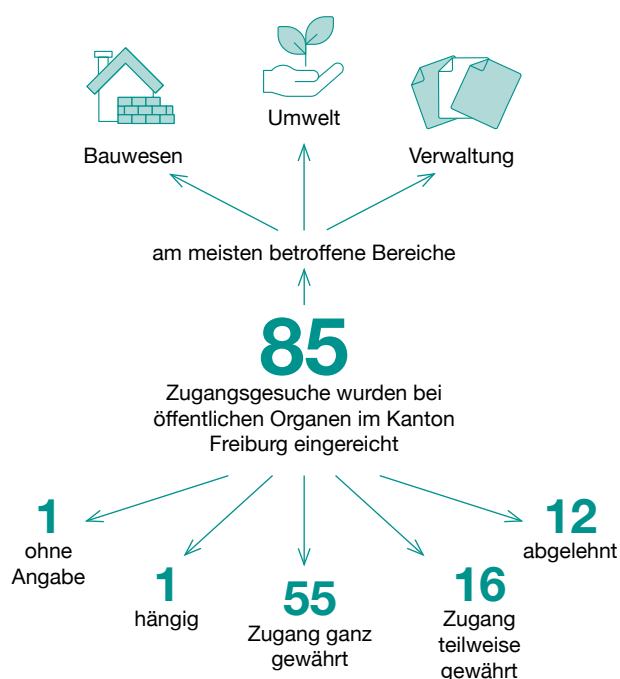 Umwelt
Bauwesen
Verwaltung
am meisten betroffene Bereiche
85
Zugangsgesuche wurden bei
öffentlichen Organen im Kanton
Freiburg eingereicht
1
ohne
Angabe
1
hängig
55
Zugang ganz
gewährt
16
Zugang
teilweise
gewährt
12
abgelehnt